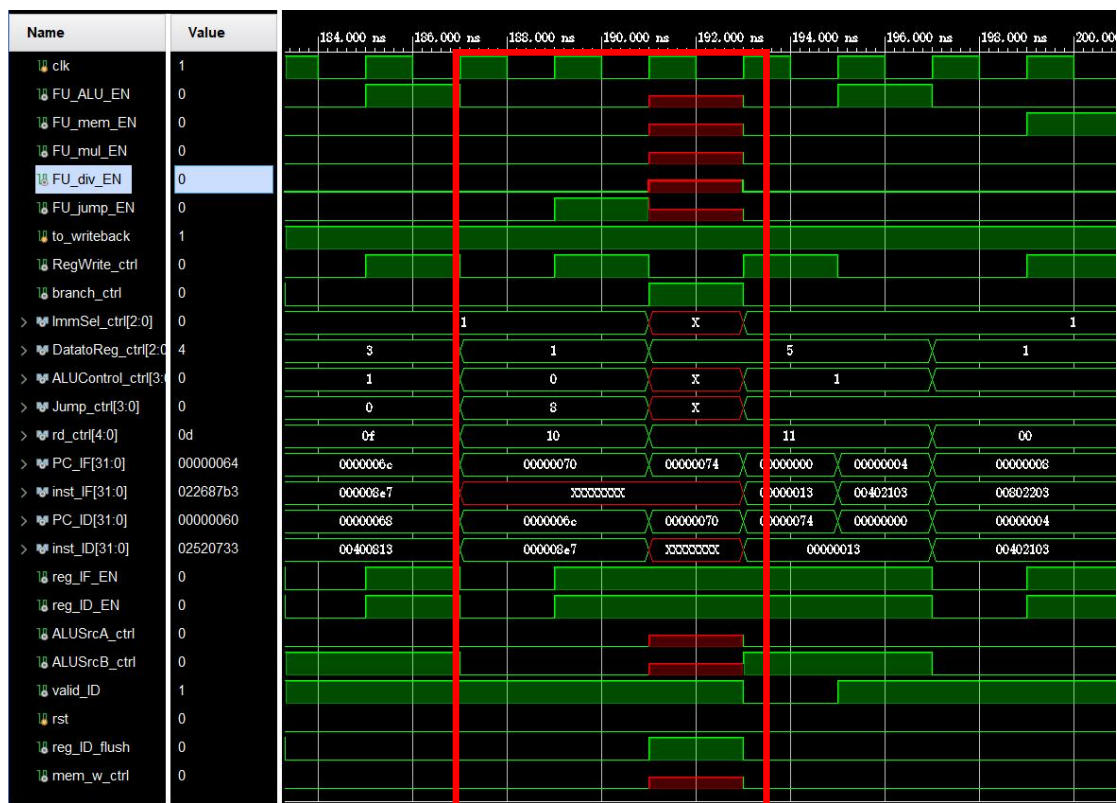 Name Value 184.000 ns 186.000 ns 188.000 ns 190.000 ns 192.000 ns 194.000 ns 196.000 ns 198.000 ns 200.00
clk 1
FU_ALU_EN 0
FU_mem_EN 0
FU_mul_EN 0
FU_div_EN 0
FU_jump_EN 0
to_writeback 1
RegWrite_ctrl 0
branch_ctrl 0
ImmSel_ctrl[2:0] 0 1 X 1
DatatoReg_ctrl[2:0 4 3 1 5 1
ALUControl_ctrl[3: 0 1 0 X 1
Jump_ctrl[3:0] 0 0 8 X
rd_ctrl[4:0] 0d 0f 10 11 00
PC_IF[31:0] 00000064 0000006c 00000070 00000074 00000000 00000004 00000008
inst_IF[31:0] 022687b3 000008e7 XXXXXXXX 00000013 00402103 00802203
PC_ID[31:0] 00000060 00000068 0000006c 00000070 00000074 00000000 00000004
inst_ID[31:0] 02520733 00400813 000008e7 XXXXXXXX 00000013 00402103
reg_IF_EN 0
reg_ID_EN 0
ALUSrcA_ctrl 0
ALUSrcB_ctrl 0
valid_ID 1
rst 0
reg_ID_flush 0
mem_w_ctrl 0